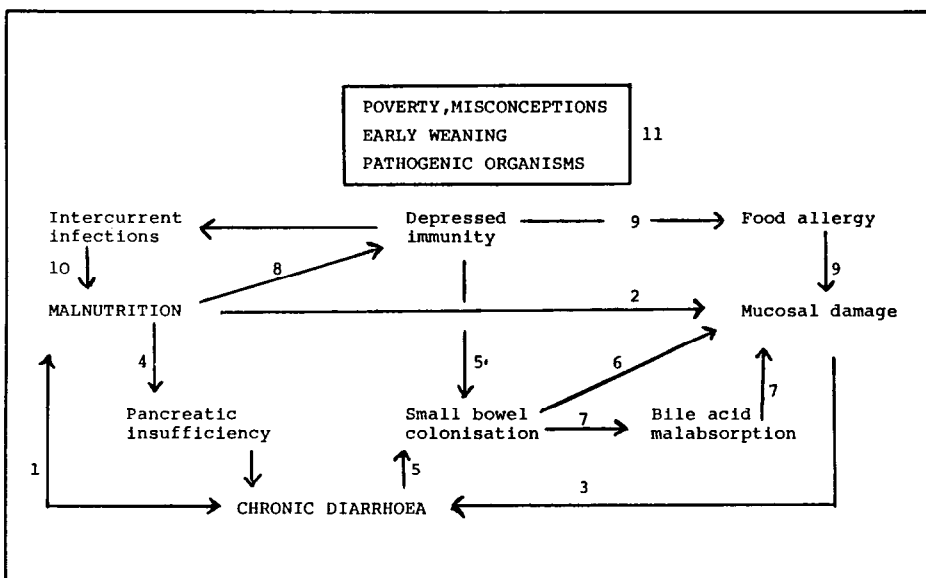 POVERTY,MISCONCEPTIONS
EARLY WEANING
PATHOGENIC ORGANISMS
11
Intercurrent
infections
Depressed
immunity
9
Food allergy
10
8
9
MALNUTRITION
2
Mucosal damage
4
5
6
7
Pancreatic
insufficiency
Small bowel
colonisation
7
Bile acid
malabsorption
1
5
3
CHRONIC DIARRHOEA